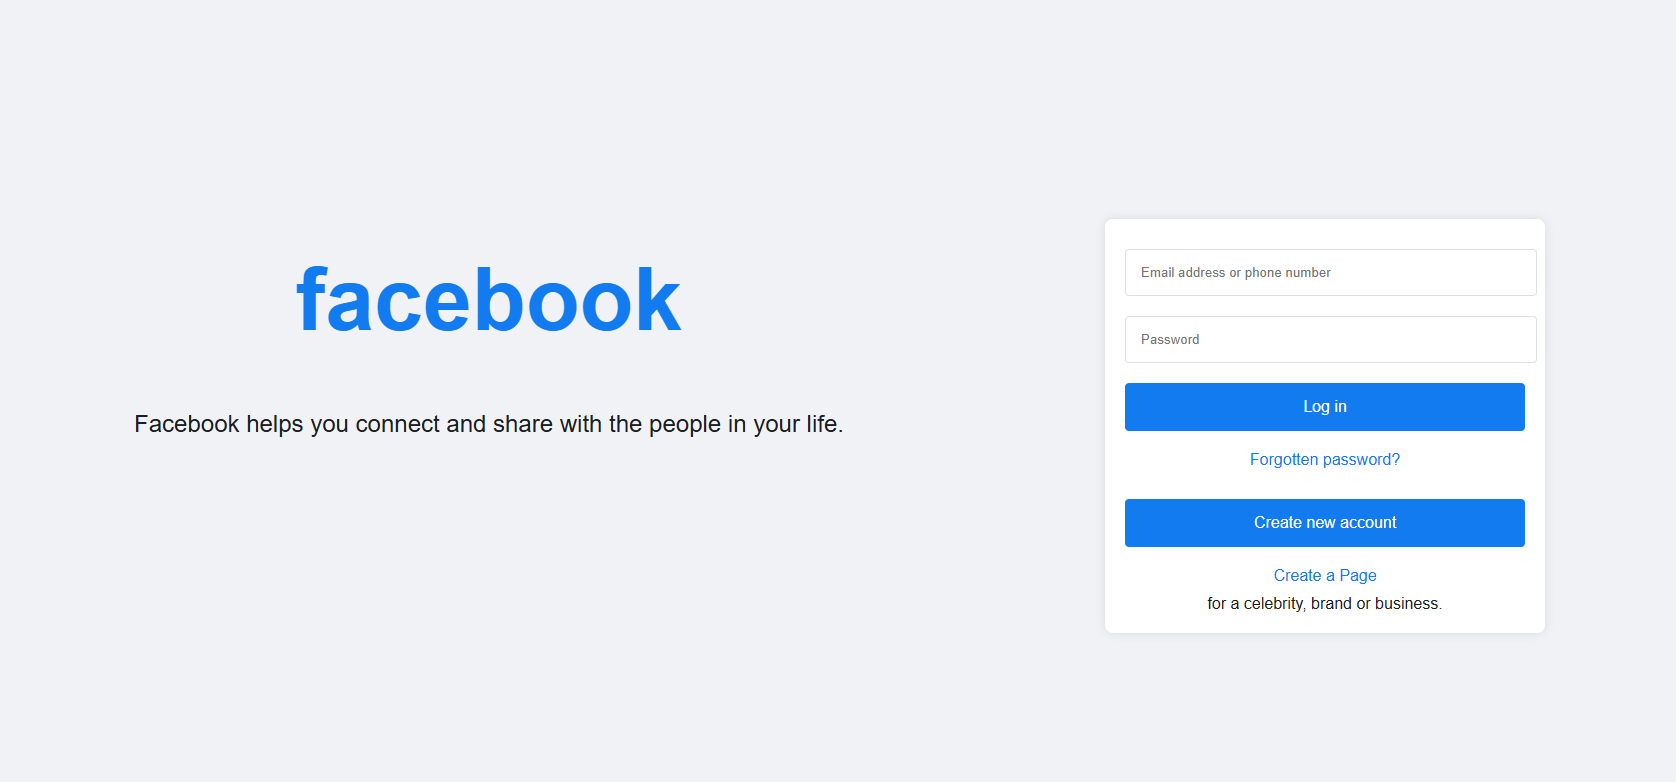 facebook
Facebook helps you connect and share with the people in your life.
Email address or phone number
Password
Log in
Forgotten password?
Create new account
Create a Page
for a celebrity, brand or business.